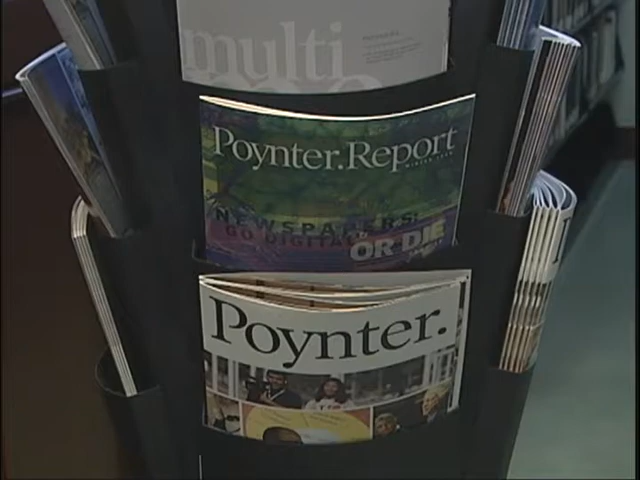 multi
Poynter.Report
NEWSPAPERS:
GO DIGITAL
OR DIE
Poynter.